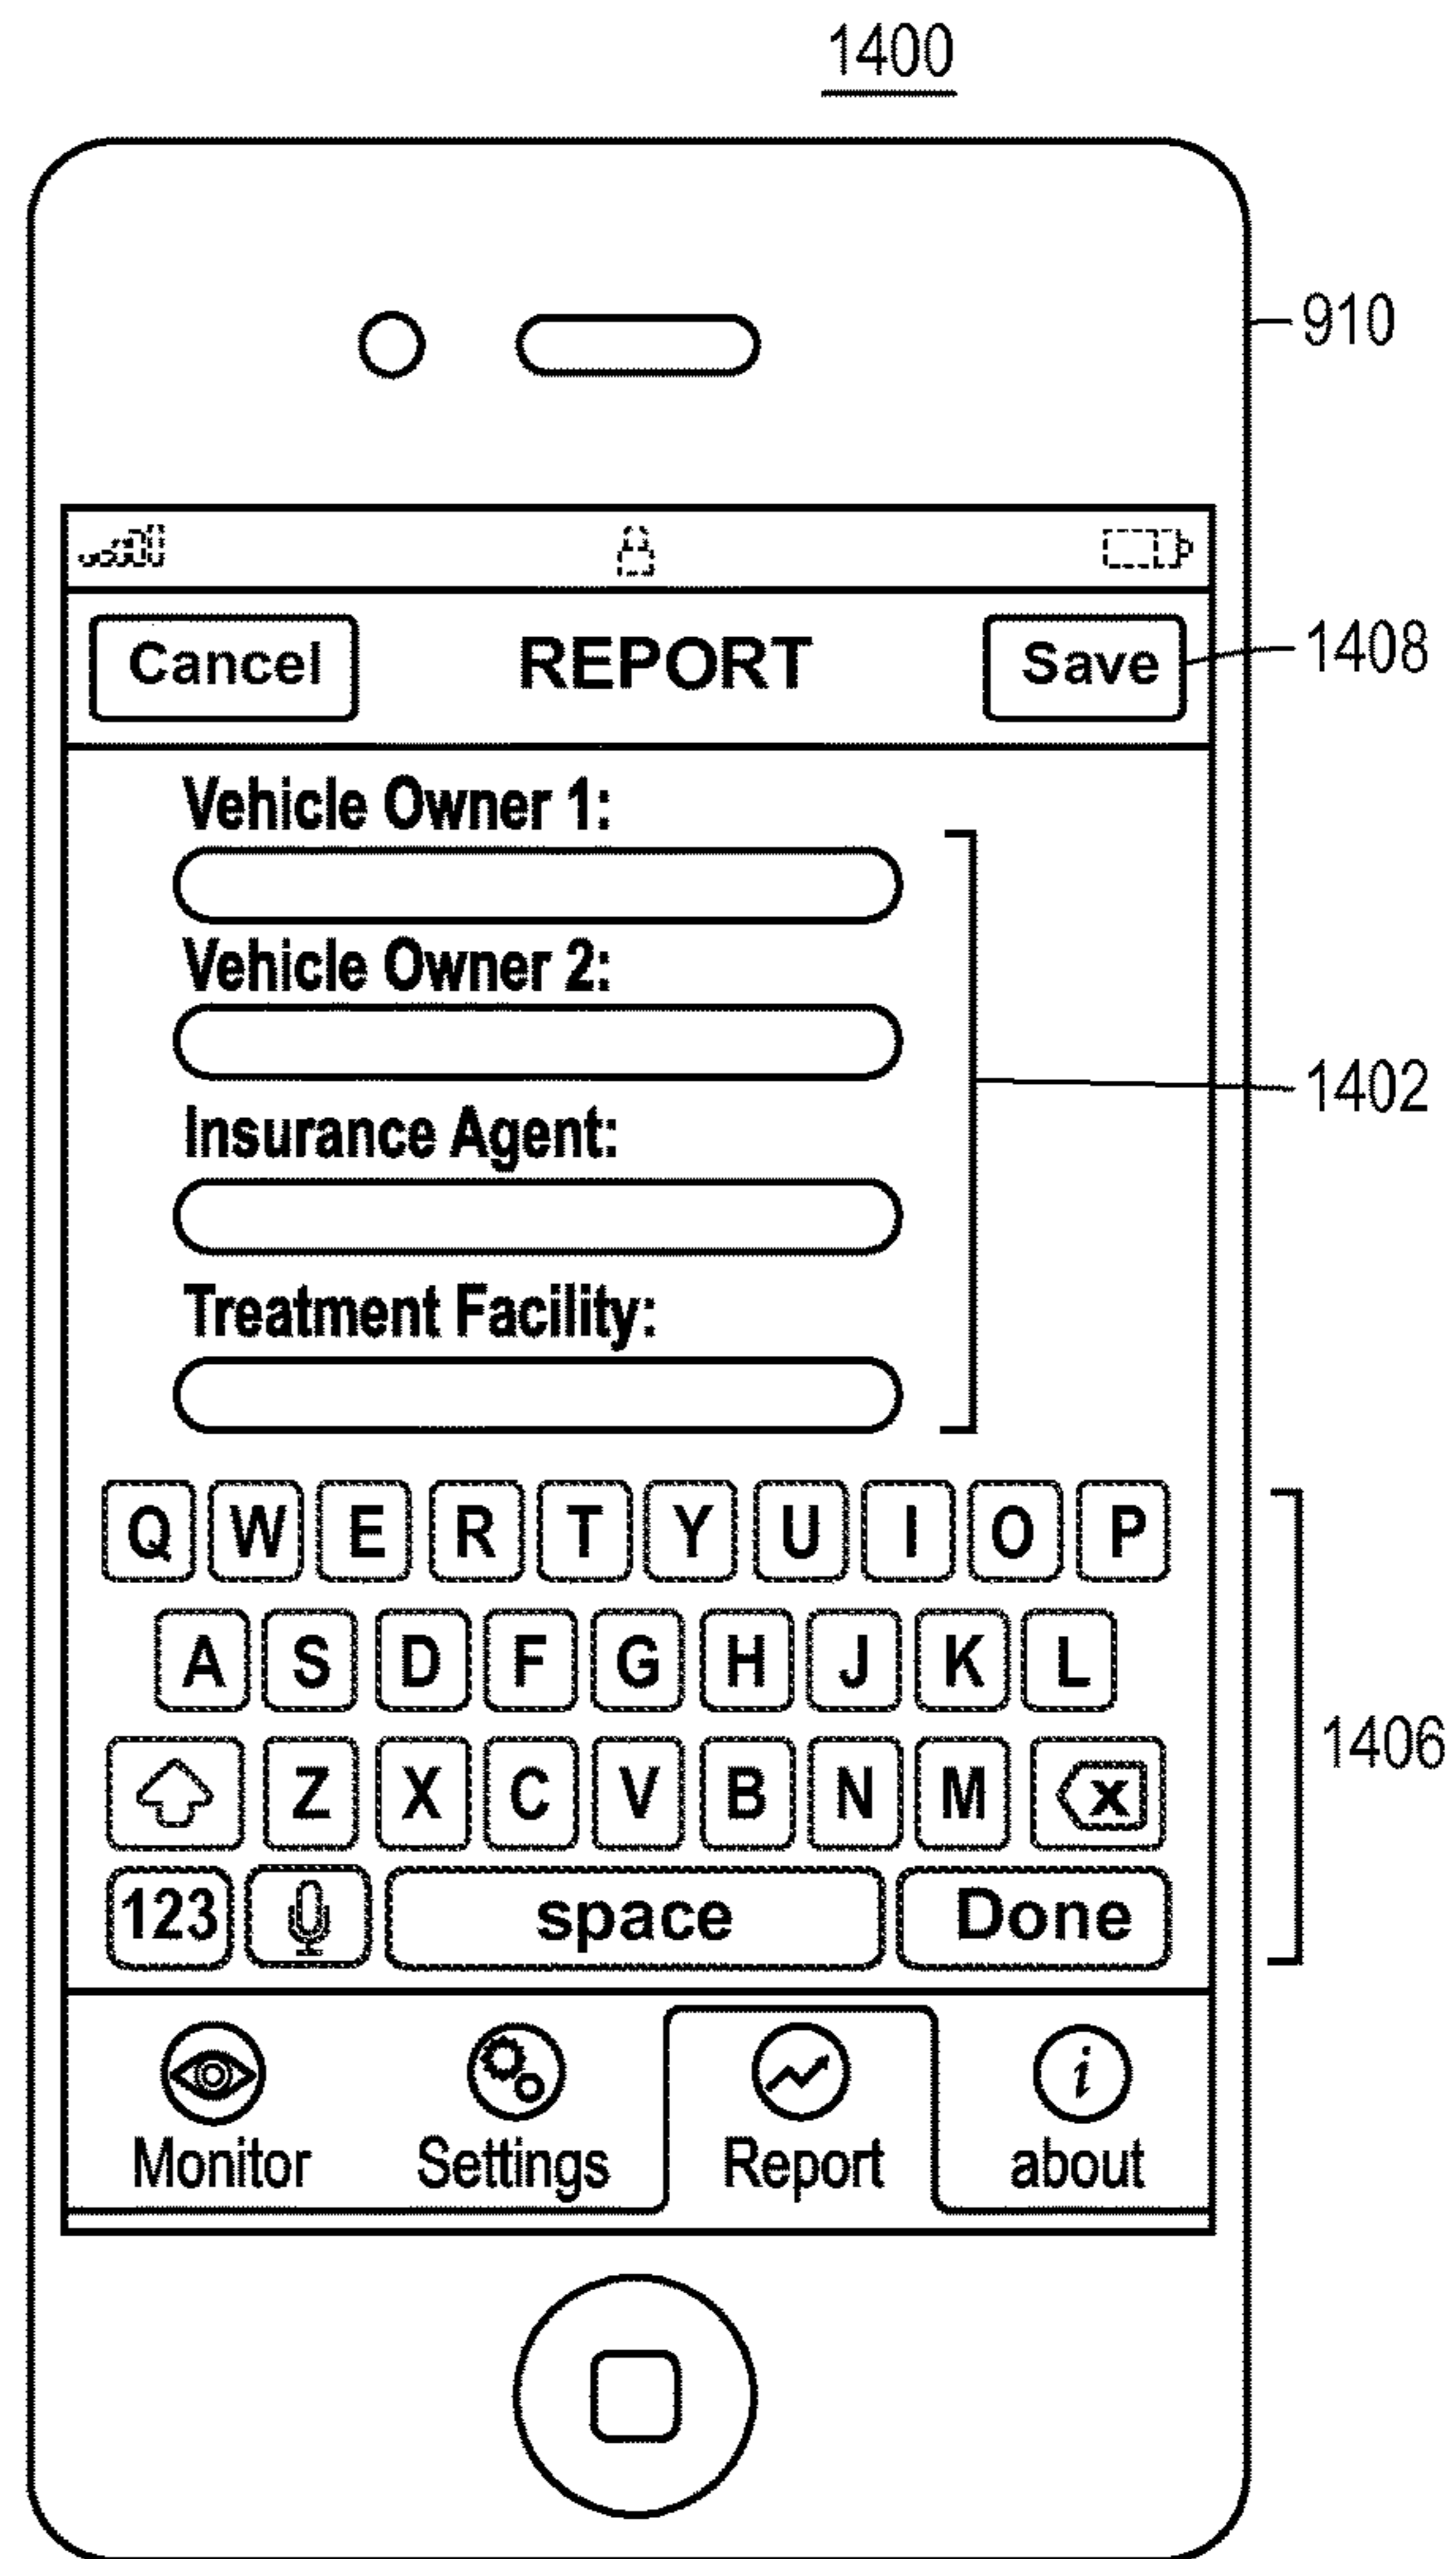 1400
910
Cancel REPORT Save 1408
Vehicle Owner 1:
Vehicle Owner 2:
1402
Insurance Agent:
Treatment Facility:
Q W E R T Y U I O P
A S D F G H J K L
1406
Z X C V B N M X
123 space Done
Monitor Settings Report about